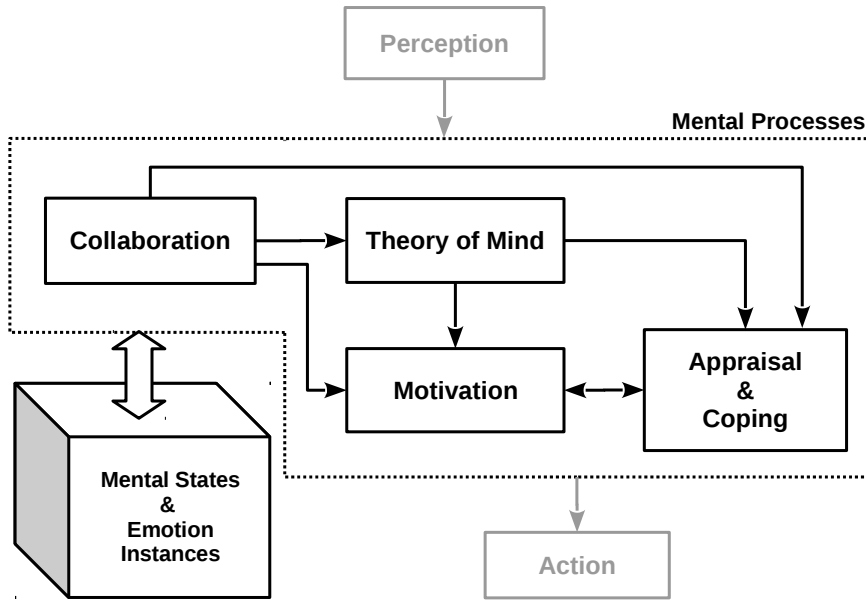 Perception
Mental Processes
Collaboration
Theory of Mind
Motivation
Appraisal
&
Coping
Mental States
&
Emotion
Instances
Action